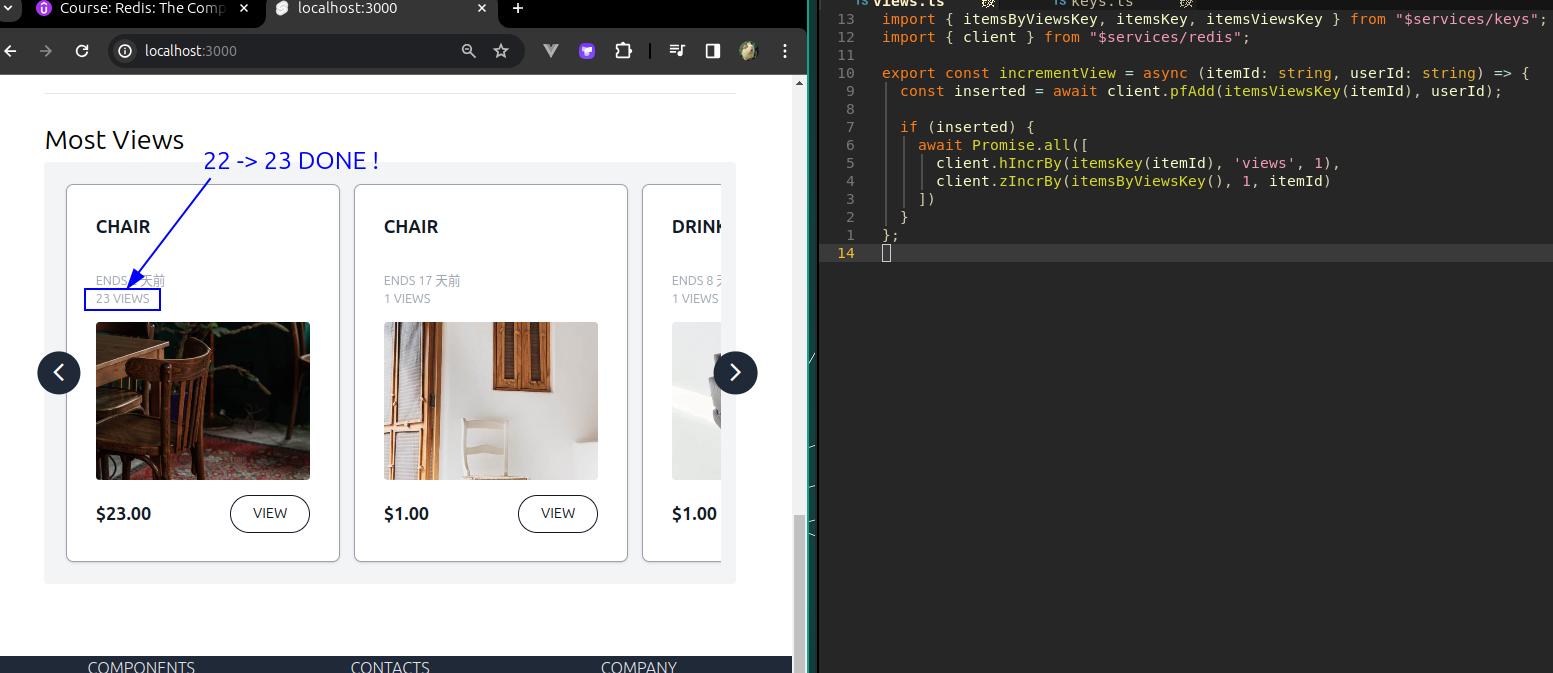 Course: Redis: The Comp
localhost:3000
localhost:3000
Most Views
22 -> 23 DONE !
CHAIR
CHAIR
DRINK
ENDS 天前
ENDS 17 天前
ENDS 8
23 VIEWS
1 VIEWS
1 VIEWS
$23.00
VIEW
$1.00
VIEW
$1.00
COMPONENTS
CONTACTS
COMPANY
TS views.ts
TS keys.ts
13 import { itemsByViewsKey, itemsKey, itemsViewsKey } from "$services/keys";
12 import { client } from "$services/redis";
11
10 export const incrementView = async (itemId: string, userId: string) => {
9 const inserted = await client.pfAdd(itemsViewsKey(itemId), userId);
8
7 if (inserted) {
6 await Promise.all([
5 client.hIncrBy(itemsKey(itemId), 'views', 1),
4 client.zIncrBy(itemsByViewsKey(), 1, itemId)
3 ])
2 }
1 };
14